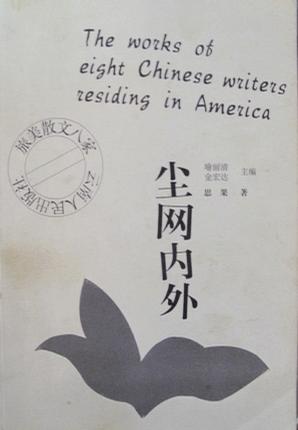 The works of
eight Chinese writers
residing in America
旅美散文八家
云南人民出版社
尘网内外
喻丽清
金宏达
主编
思果 著